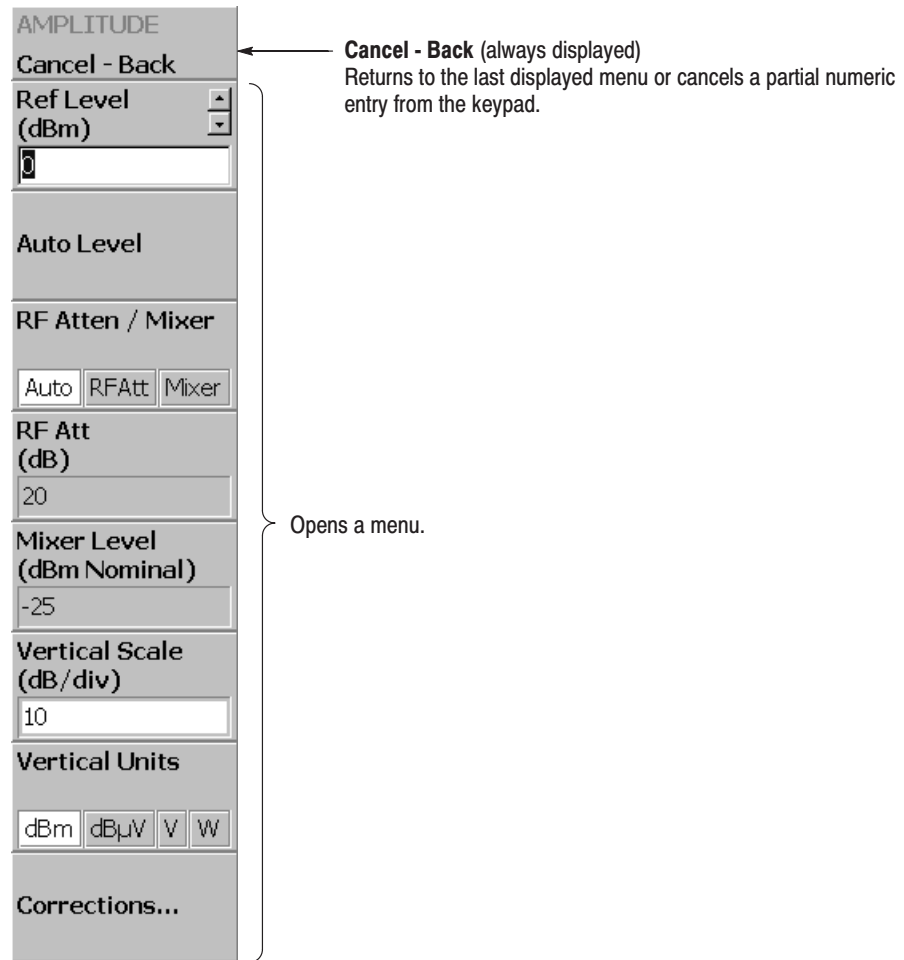 AMPLITUDE
Cancel - Back
Ref Level
(dBm)
0
Auto Level
RF Atten / Mixer
Auto RFAtt Mixer
RF Att
(dB)
20
Mixer Level
(dBm Nominal)
-25
Vertical Scale
(dB/div)
10
Vertical Units
dBm dBµV V W
Corrections...
Cancel - Back (always displayed)
Returns to the last displayed menu or cancels a partial numeric
entry from the keypad.
Opens a menu.